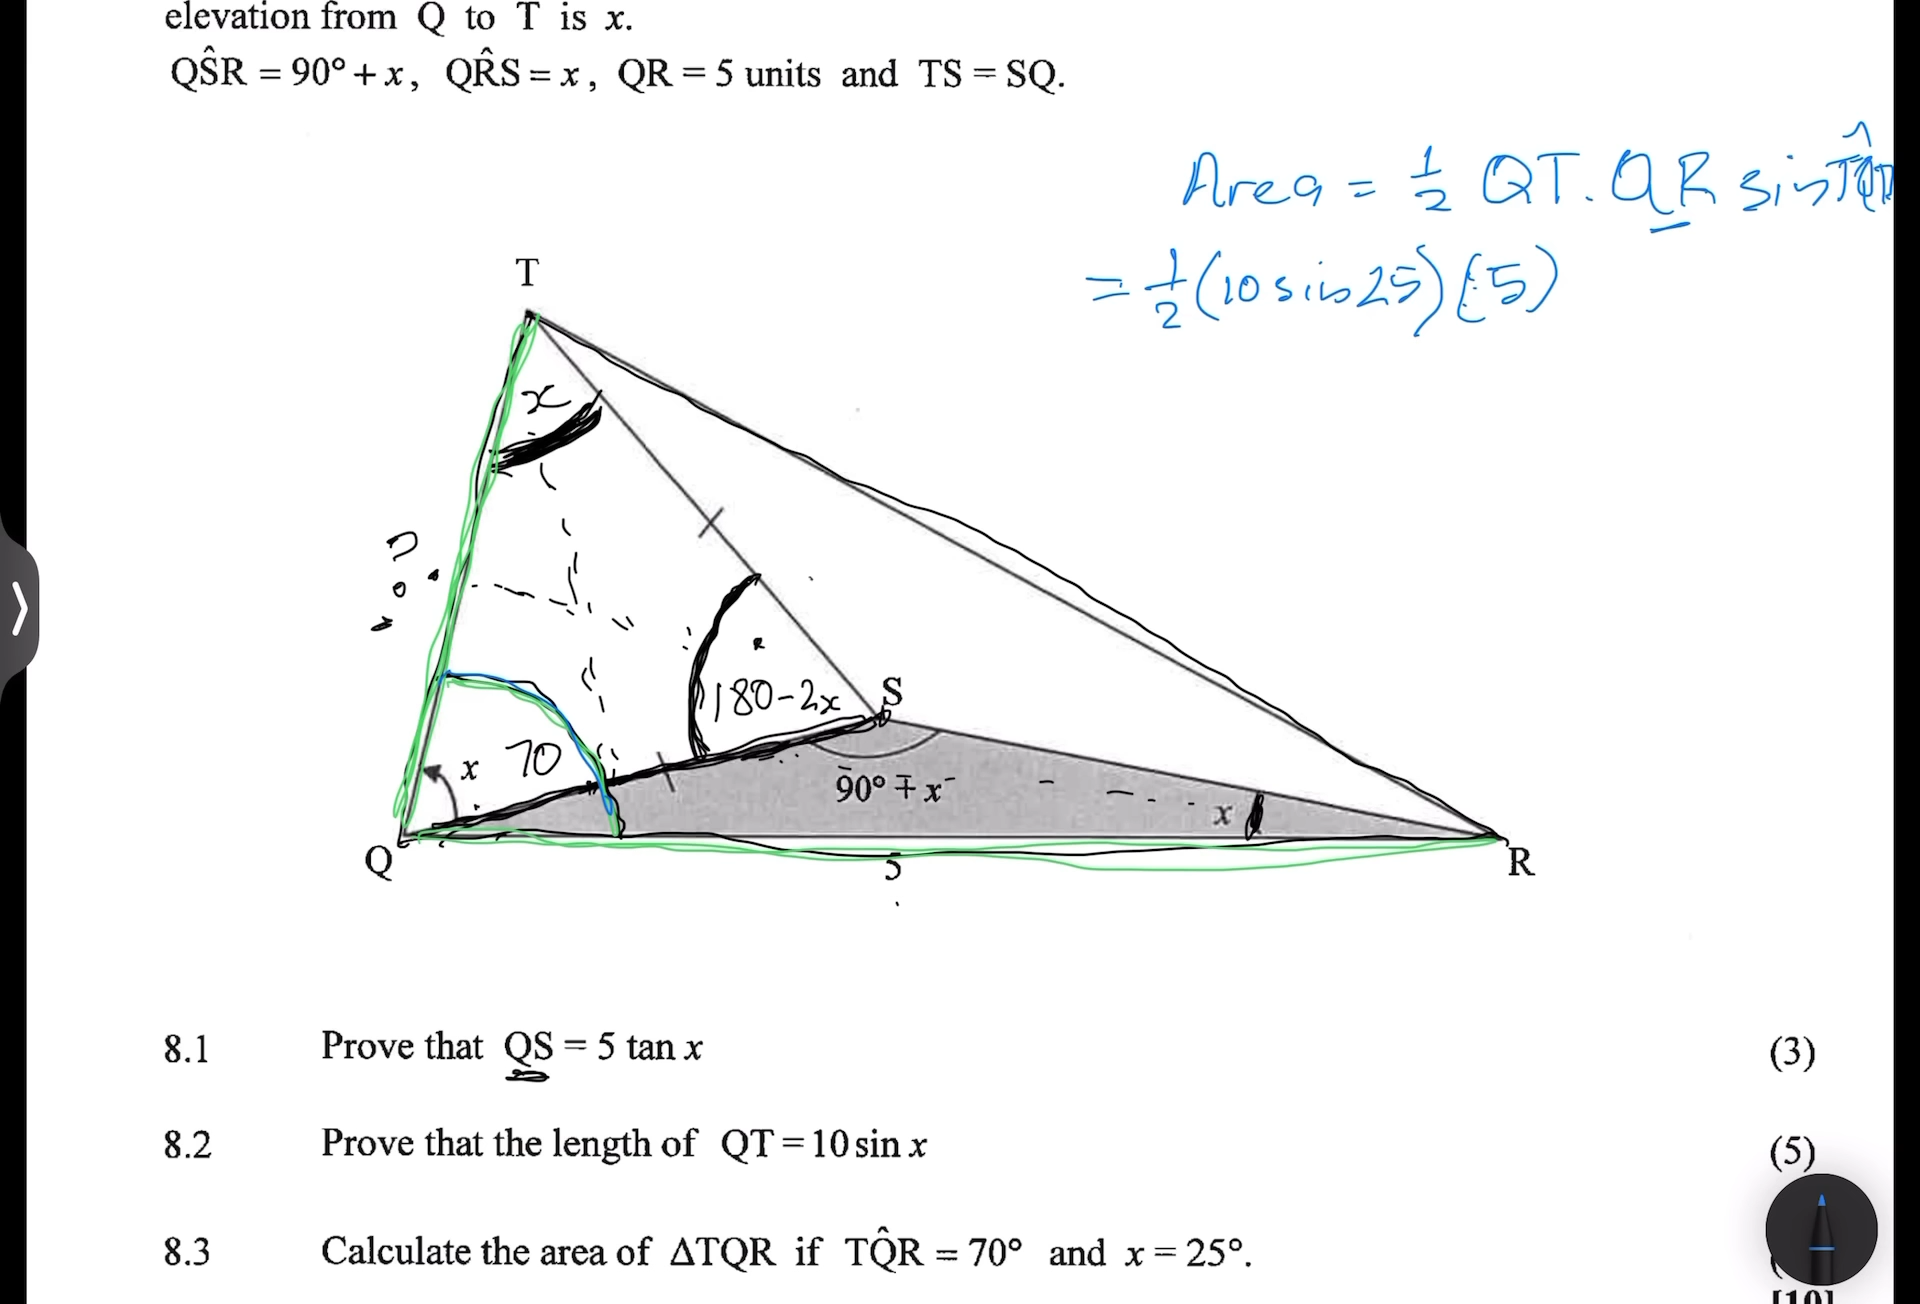 elevation from Q to T is x.
QŜR = 90° + x, QR̂S = x, QR = 5 units and TS = SQ.
Area = 1/2 QT. QR sin
= 1/2 (10 sin 25) (5)
T
x
?
180-2x
S
x 70
90° + x
x
Q
5
R
8.1 Prove that QS = 5 tan x (3)
8.2 Prove that the length of QT = 10 sin x (5)
8.3 Calculate the area of ΔTQR if TQ̂R = 70° and x = 25°.
[10]